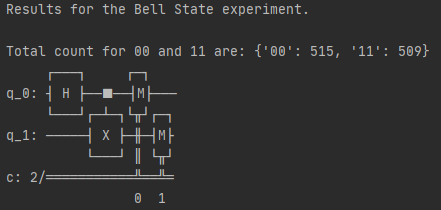 Results for the Bell State experiment.
Total count for 00 and 11 are: {'00': 515, '11': 509}
q_0: ┤ H ├──■──┤M├───
q_1: ─────┤ X ├─╫─┤M├
c: 2/═══════════╩══╩═
0 1